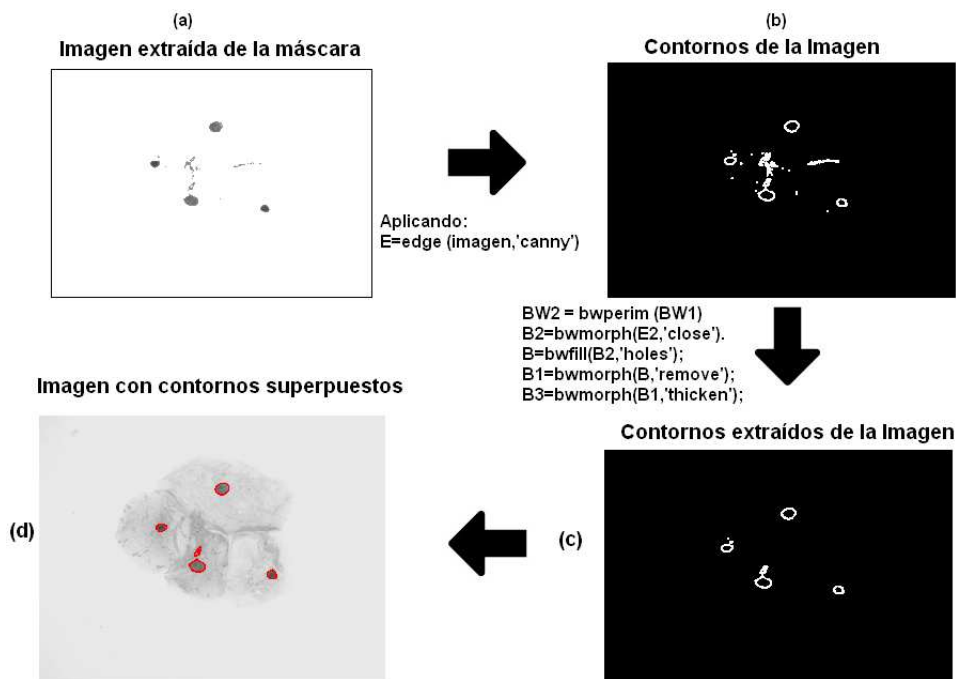 (a)
Imagen extraída de la máscara
(b)
Contornos de la Imagen
Aplicando:
E=edge (imagen,'canny')
BW2 = bwperim (BW1)
B2=bwmorph(E2,'close').
B=bwfill(B2,'holes');
B1=bwmorph(B,'remove');
B3=bwmorph(B1,'thicken');
Contornos extraídos de la Imagen
(c)
Imagen con contornos superpuestos
(d)